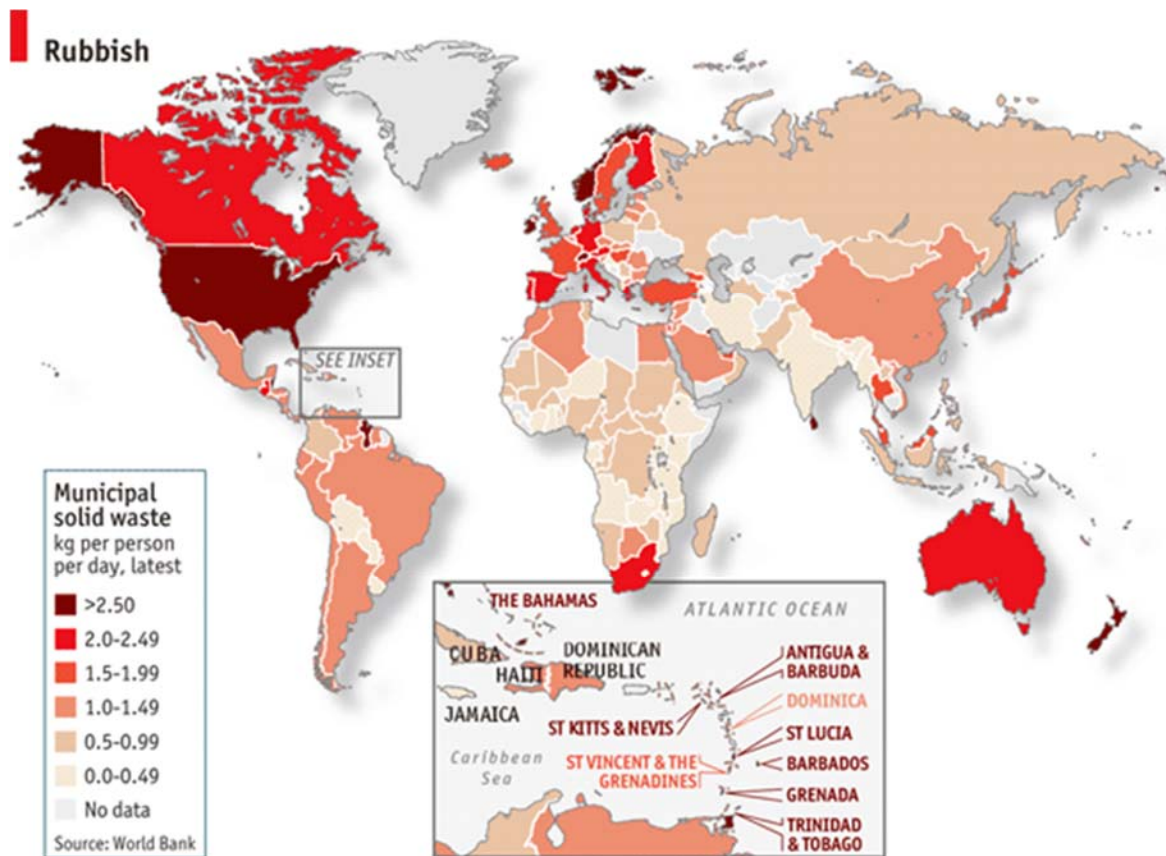 Rubbish
SEE INSET
Municipal
solid waste
kg per person
per day, latest
>2.50
2.0-2.49
1.5-1.99
1.0-1.49
0.5-0.99
0.0-0.49
No data
Source: World Bank
THE BAHAMAS
ATLANTIC OCEAN
CUBA
HAIJI
DOMINICAN
REPUBLIC
JAMAICA
ST KITTS & NEVIS
Caribbean
Sea
ST VINCENT & THE
GRENADINES
ANTIGUA &
BARBUDA
DOMINICA
ST LUCIA
BARBADOS
GRENADA
TRINIDAD
& TOBAGO